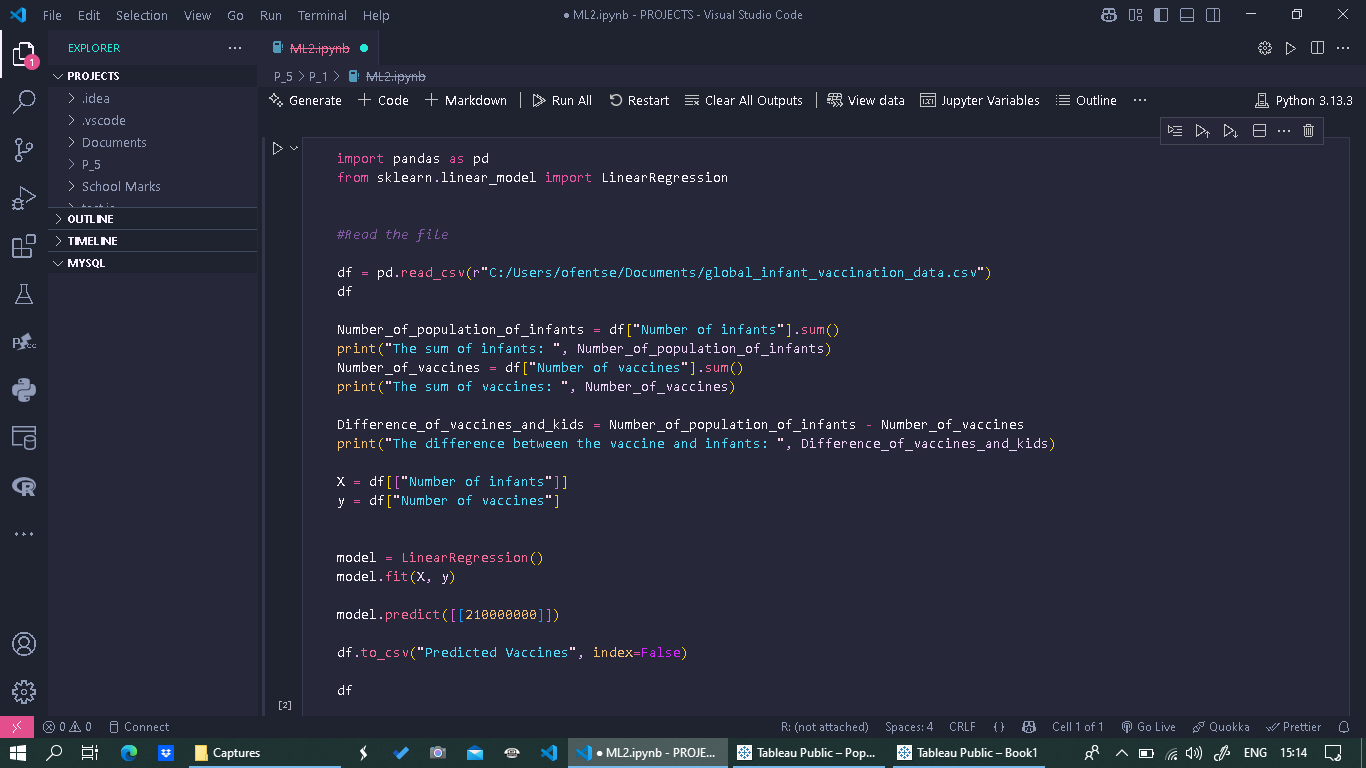 File Edit Selection View Go Run Terminal Help
● ML2.ipynb - PROJECTS - Visual Studio Code
EXPLORER
ML2.ipynb
PROJECTS
P_5 > P_1 > ML2.ipynb
.idea
Generate + Code + Markdown Run All Restart Clear All Outputs View data Jupyter Variables Outline ... Python 3.13.3
.vscode
Documents
P_5
School Marks
OUTLINE
TIMELINE
MYSQL
1
import pandas as pd
from sklearn.linear_model import LinearRegression
#Read the file
df = pd.read_csv(r"C:/Users/ofentse/Documents/global_infant_vaccination_data.csv")
df
Number_of_population_of_infants = df["Number of infants"].sum()
print("The sum of infants: ", Number_of_population_of_infants)
Number_of_vaccines = df["Number of vaccines"].sum()
print("The sum of vaccines: ", Number_of_vaccines)
Difference_of_vaccines_and_kids = Number_of_population_of_infants - Number_of_vaccines
print("The difference between the vaccine and infants: ", Difference_of_vaccines_and_kids)
X = df[["Number of infants"]]
y = df["Number of vaccines"]
model = LinearRegression()
model.fit(X, y)
model.predict([[210000000]])
df.to_csv("Predicted Vaccines", index=False)
df
[2]
0 0 Connect R: (not attached) Spaces: 4 CRLF {} Cell 1 of 1 Go Live Quokka Prettier
Captures ● ML2.ipynb - PROJE... Tableau Public – Pop... Tableau Public – Book1 ENG 15:14